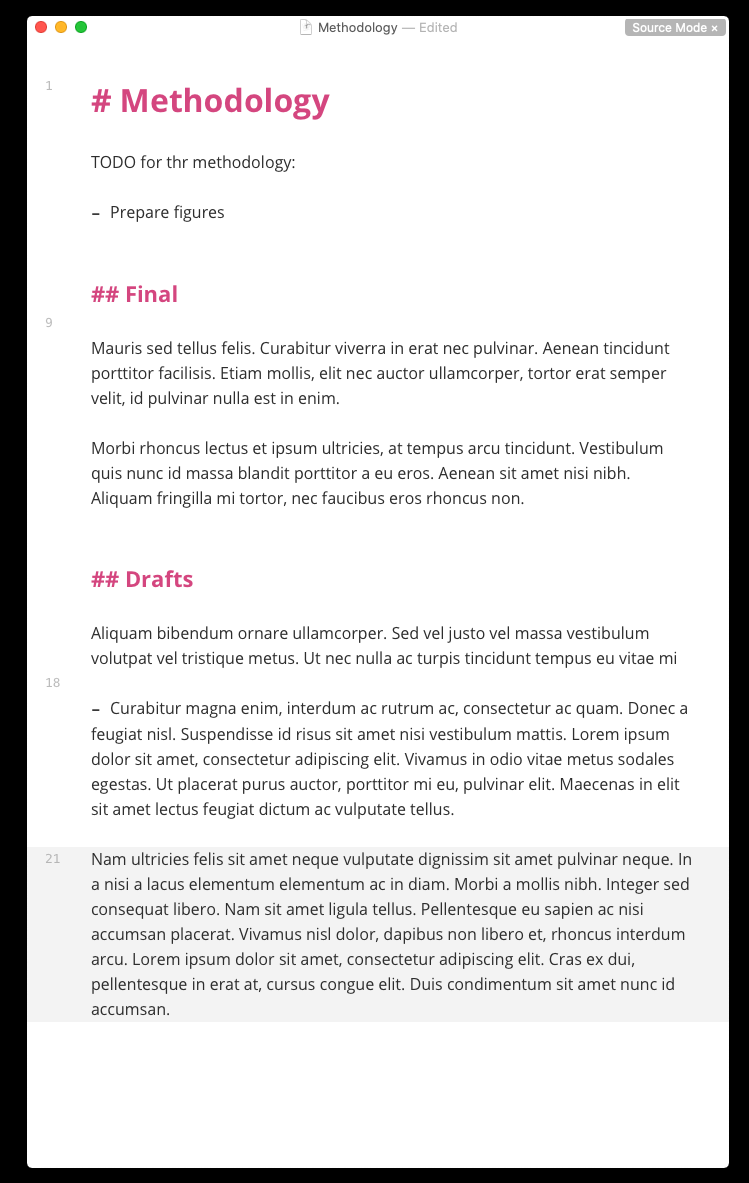 Methodology — Edited
Source Mode ×
1
# Methodology
TODO for thr methodology:
– Prepare figures
## Final
9
Mauris sed tellus felis. Curabitur viverra in erat nec pulvinar. Aenean tincidunt
porttitor facilisis. Etiam mollis, elit nec auctor ullamcorper, tortor erat semper
velit, id pulvinar nulla est in enim.
Morbi rhoncus lectus et ipsum ultricies, at tempus arcu tincidunt. Vestibulum
quis nunc id massa blandit porttitor a eu eros. Aenean sit amet nisi nibh.
Aliquam fringilla mi tortor, nec faucibus eros rhoncus non.
## Drafts
Aliquam bibendum ornare ullamcorper. Sed vel justo vel massa vestibulum
volutpat vel tristique metus. Ut nec nulla ac turpis tincidunt tempus eu vitae mi
18
– Curabitur magna enim, interdum ac rutrum ac, consectetur ac quam. Donec a
feugiat nisl. Suspendisse id risus sit amet nisi vestibulum mattis. Lorem ipsum
dolor sit amet, consectetur adipiscing elit. Vivamus in odio vitae metus sodales
egestas. Ut placerat purus auctor, porttitor mi eu, pulvinar elit. Maecenas in elit
sit amet lectus feugiat dictum ac vulputate tellus.
21
Nam ultricies felis sit amet neque vulputate dignissim sit amet pulvinar neque. In
a nisi a lacus elementum elementum ac in diam. Morbi a mollis nibh. Integer sed
consequat libero. Nam sit amet ligula tellus. Pellentesque eu sapien ac nisi
accumsan placerat. Vivamus nisl dolor, dapibus non libero et, rhoncus interdum
arcu. Lorem ipsum dolor sit amet, consectetur adipiscing elit. Cras ex dui,
pellentesque in erat at, cursus congue elit. Duis condimentum sit amet nunc id
accumsan.